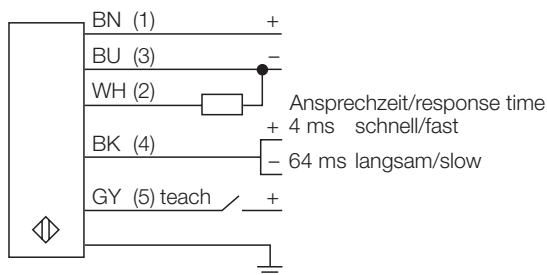 BN (1) +
BU (3) –
WH (2)
Ansprechzeit/response time
+ 4 ms schnell/fast
BK (4)
– 64 ms langsam/slow
GY (5) teach +